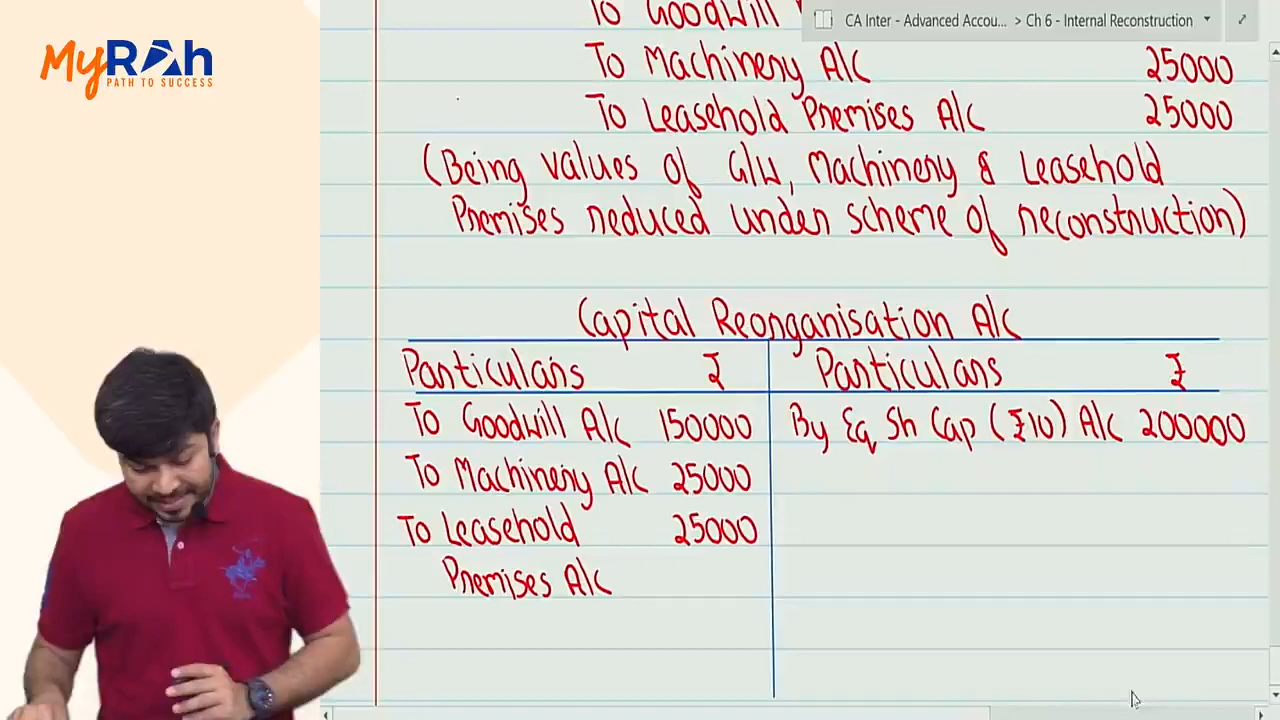 MyRAh
PATH TO SUCCESS
CA Inter - Advanced Accou... > Ch 6 - Internal Reconstruction
To Goodwill
To Machinery A/c 25000
To Leasehold Premises A/c 25000
(Being values of G/W, Machinery & Leasehold
Premises reduced under scheme of reconstruction)
Capital Reorganisation A/c
Particulars ₹ Particulars ₹
To Goodwill A/c 150000 By Eq Sh Cap (₹10) A/c 200000
To Machinery A/c 25000
To Leasehold 25000
Premises A/c